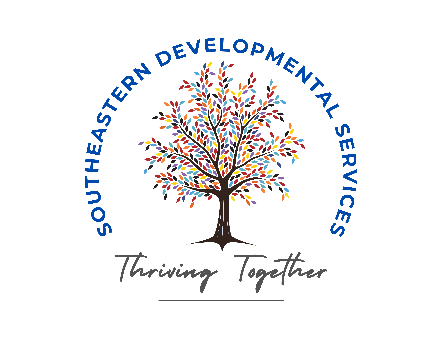 SOUTHEASTERN DEVELOPMENTAL SERVICES
Thriving Together